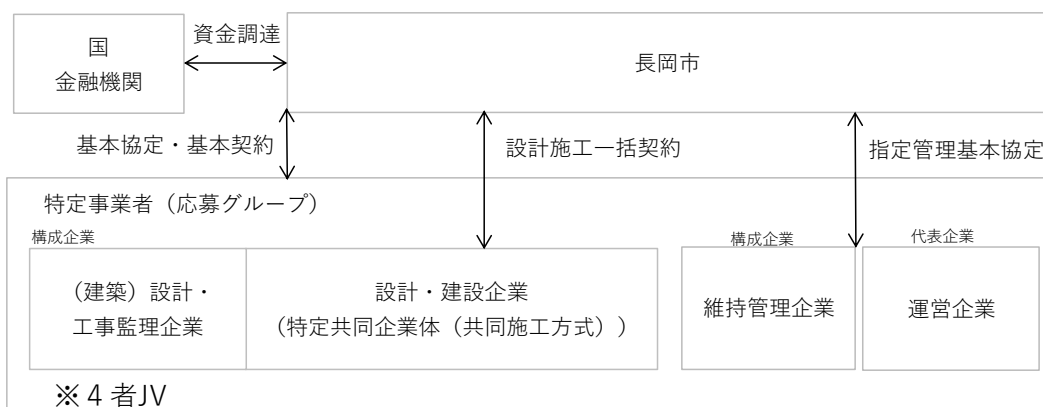 国
金融機関
資金調達
長岡市
基本協定・基本契約
設計施工一括契約
指定管理基本協定
特定事業者（応募グループ）
構成企業
（建築）設計・
工事監理企業
設計・建設企業
（特定共同企業体（共同施工方式））
構成企業
維持管理企業
代表企業
運営企業
※４者JV